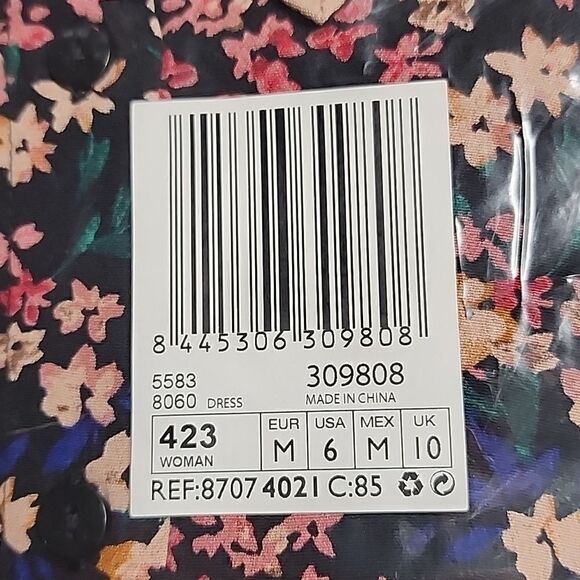 8 445306 309808
5583 309808
8060 DRESS MADE IN CHINA
423 EUR USA MEX UK
WOMAN M 6 M 10
REF:8707 4021 C:85